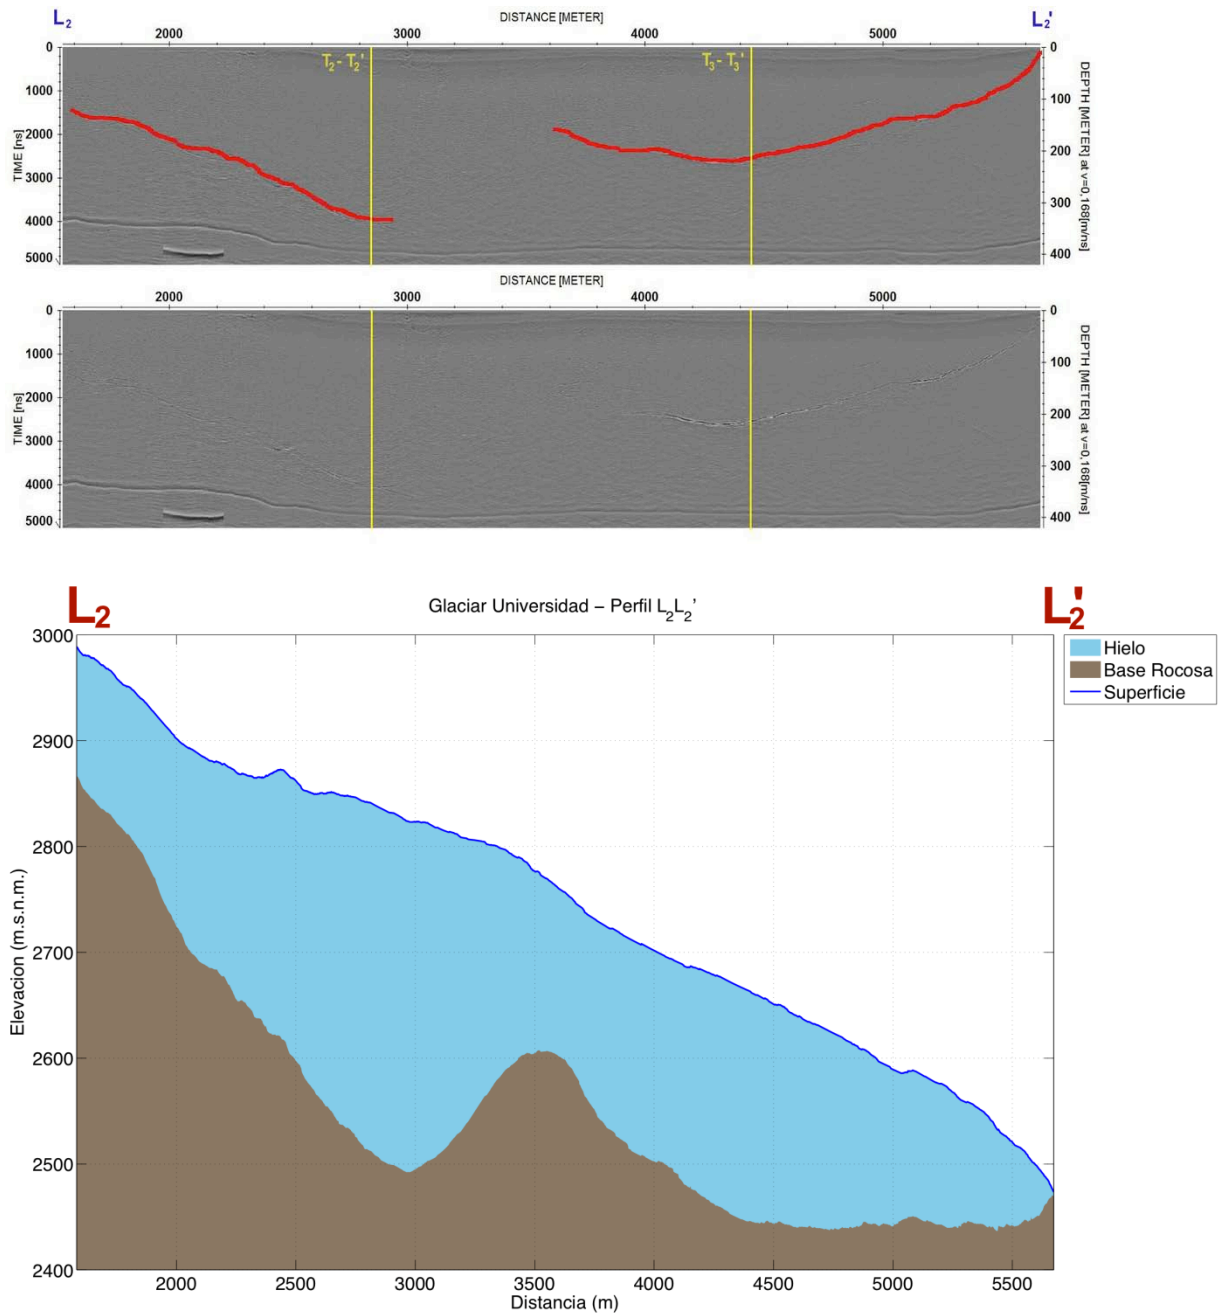 L2 DISTANCE [METER] L2'
2000 3000 4000 5000
T2 - T2' T3 - T3'
0 1000 2000 3000 4000 5000
TIME [ns]
0 100 200 300 400
DEPTH [METER] at v=0,168[m/ns]
DISTANCE [METER]
2000 3000 4000 5000
0 1000 2000 3000 4000 5000
TIME [ns]
0 100 200 300 400
DEPTH [METER] at v=0,168[m/ns]
L2 L2'
Glaciar Universidad – Perfil L2L2'
Hielo
Base Rocosa
Superficie
3000
2900
2800
2700
2600
2500
2400
Elevacion (m.s.n.m.)
2000 2500 3000 3500 4000 4500 5000 5500
Distancia (m)